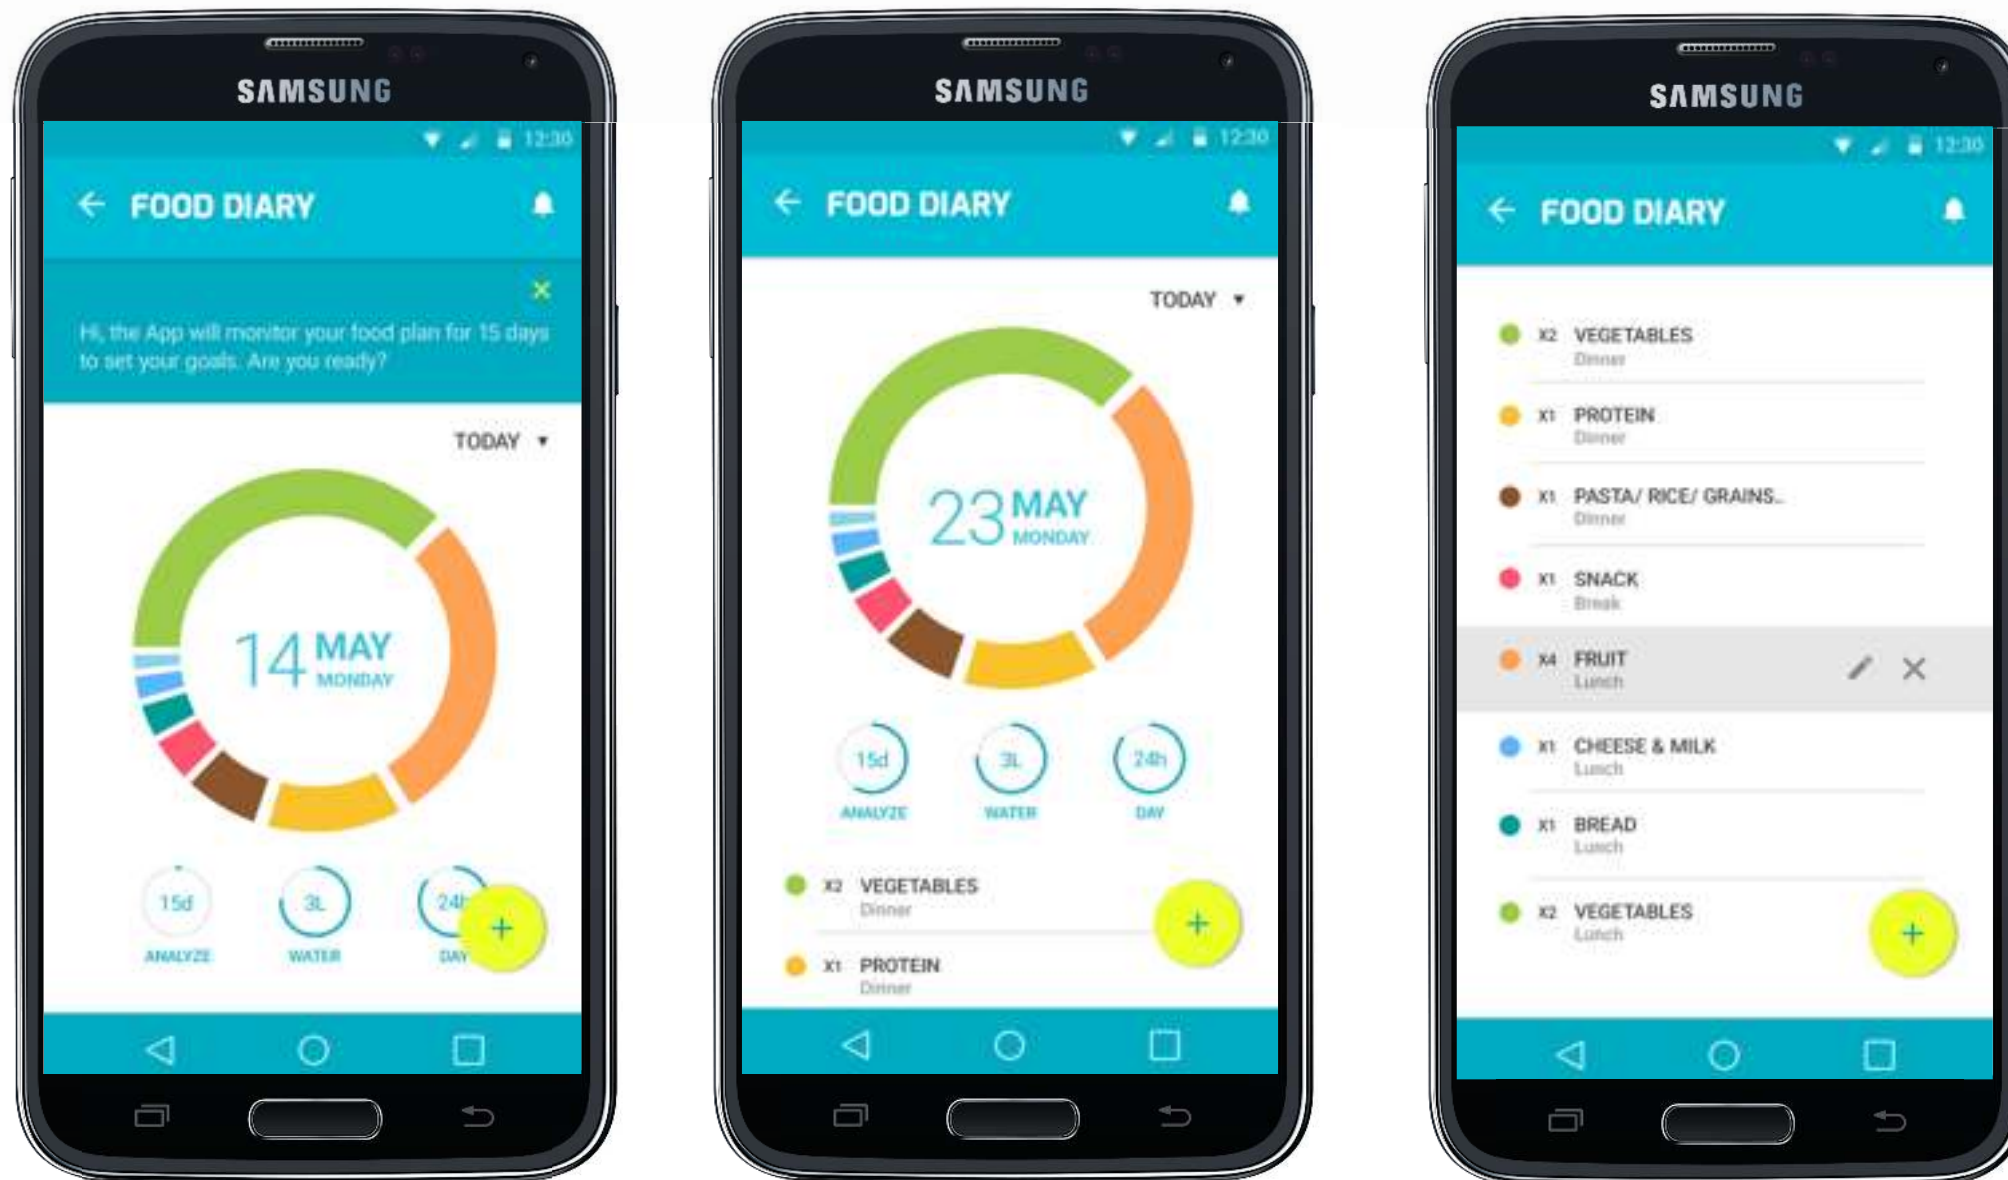 SAMSUNG
12:30
FOOD DIARY
Hi, the App will monitor your food plan for 15 days
to set your goals. Are you ready?
TODAY
14 MAY
MONDAY
15d 3L 24h
ANALYZE WATER DAY
+
SAMSUNG
12:30
FOOD DIARY
TODAY
23 MAY
MONDAY
15d 3L 24h
ANALYZE WATER DAY
X2 VEGETABLES
Dinner
+
X1 PROTEIN
Dinner
SAMSUNG
12:30
FOOD DIARY
X2 VEGETABLES
Dinner
X1 PROTEIN
Dinner
X1 PASTA/ RICE/ GRAINS..
Dinner
X1 SNACK
Break
X4 FRUIT
Lunch
X1 CHEESE & MILK
Lunch
X1 BREAD
Lunch
X2 VEGETABLES
Lunch
+